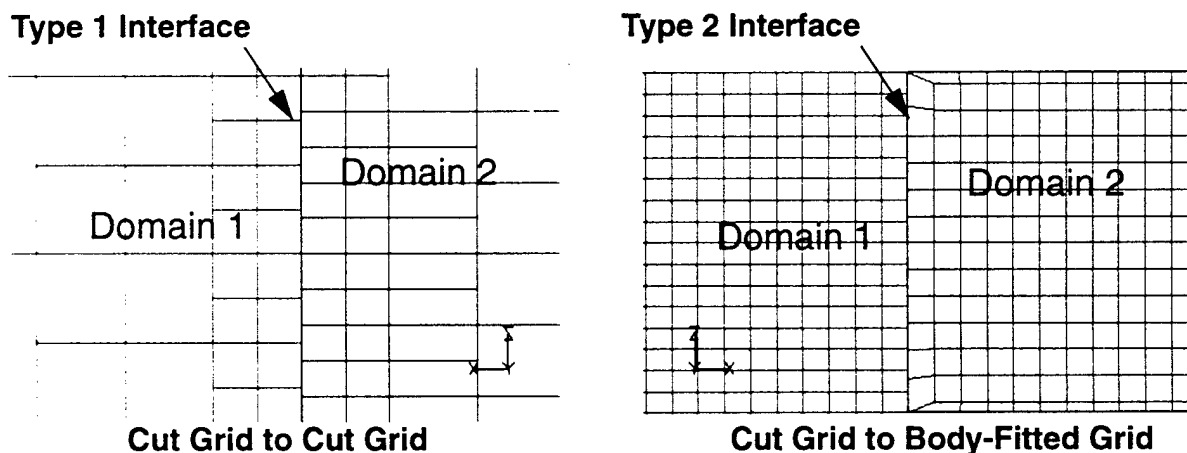 Type 1 Interface
Domain 1
Domain 2
Z
X
Cut Grid to Cut Grid
Type 2 Interface
Domain 1
Domain 2
Z
X
Cut Grid to Body-Fitted Grid